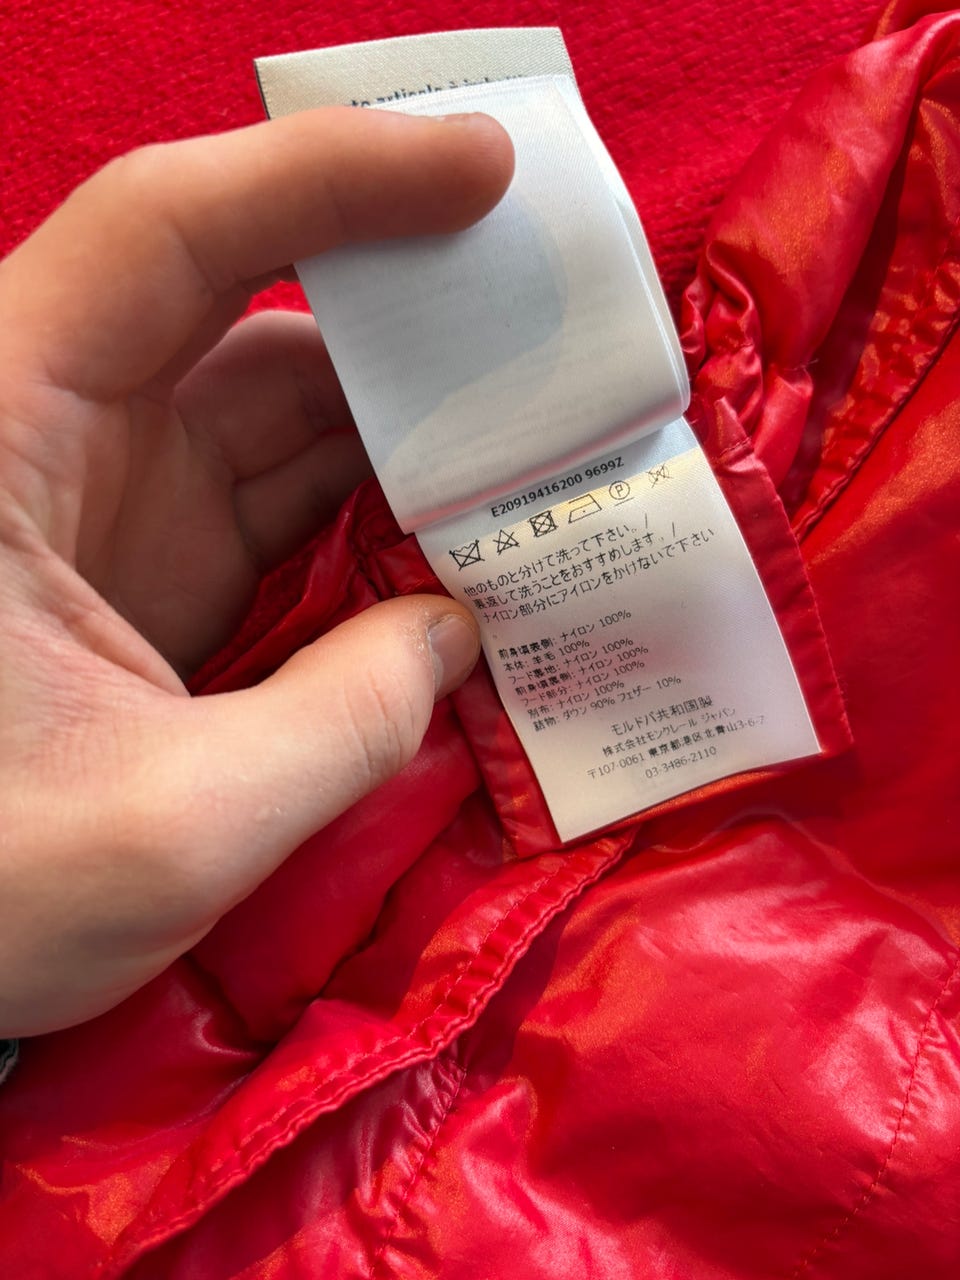 articolo
E20919416200 9699Z
他のものと分けて洗って下さい。/
裏返して洗うことをおすすめします。/
ナイロン部分にアイロンをかけないで下さい
前身頃裏表側: ナイロン 100%
本体: 羊毛 100%
フード裏地: ナイロン 100%
前身頃裏裏側: ナイロン 100%
フード部分: ナイロン 100%
別布: ナイロン 100%
詰物: ダウン 90% フェザー 10%
モルドバ共和国製
株式会社モンクレール ジャパン
〒107-0061 東京都港区北青山3-6-7
03-3486-2110